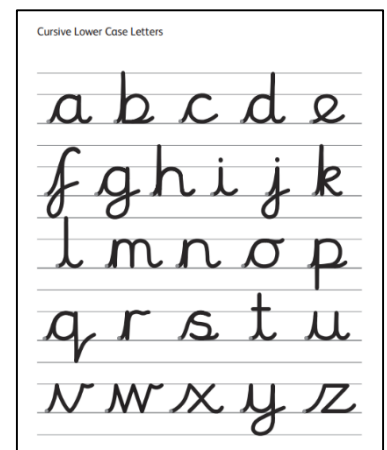 Cursive Lower Case Letters
a b c d e
f g h i j k
l m n o p
q r s t u
v w x y z